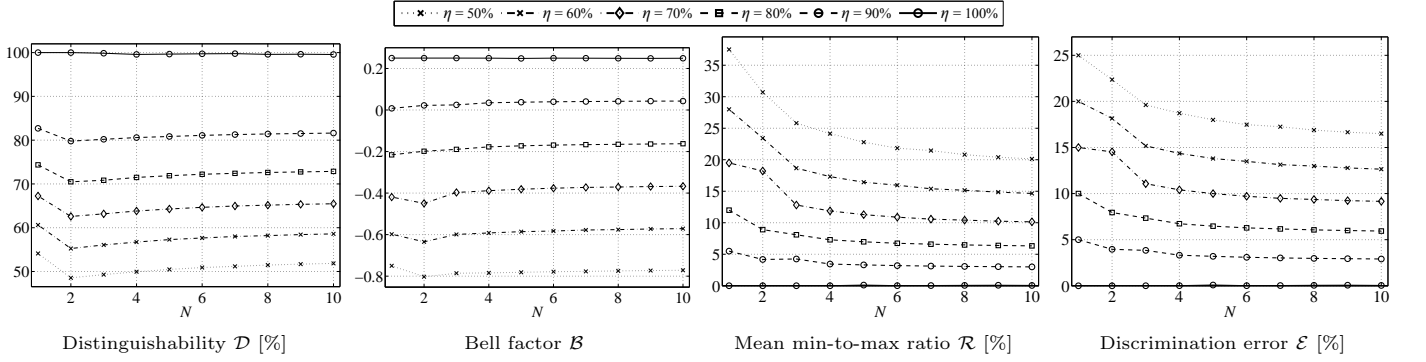 η = 50% η = 60% η = 70% η = 80% η = 90% η = 100%
100
90
80
70
60
50
2 4 6 8 10
N
Distinguishability 𝒟 [%]
0.2
0
−0.2
−0.4
−0.6
−0.8
2 4 6 8 10
N
Bell factor ℬ
35
30
25
20
15
10
5
0
2 4 6 8 10
N
Mean min-to-max ratio ℛ [%]
25
20
15
10
5
0
2 4 6 8 10
N
Discrimination error ℰ [%]